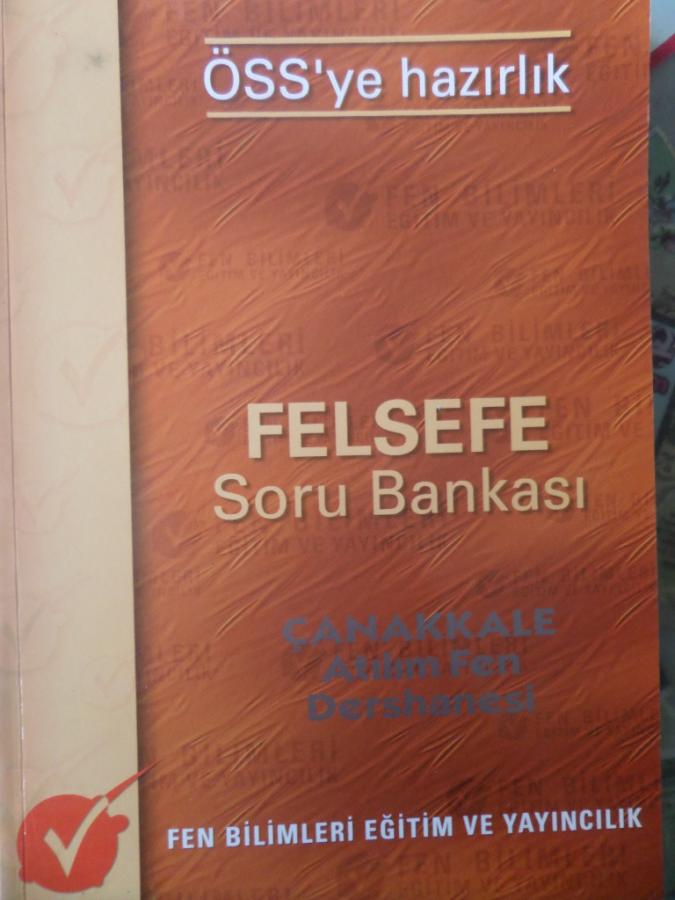 ÖSS'ye hazırlık
FELSEFE
Soru Bankası
ÇANAKKALE
Atılım Fen
Dershanesi
FEN BİLİMLERİ EĞİTİM VE YAYINCILIK